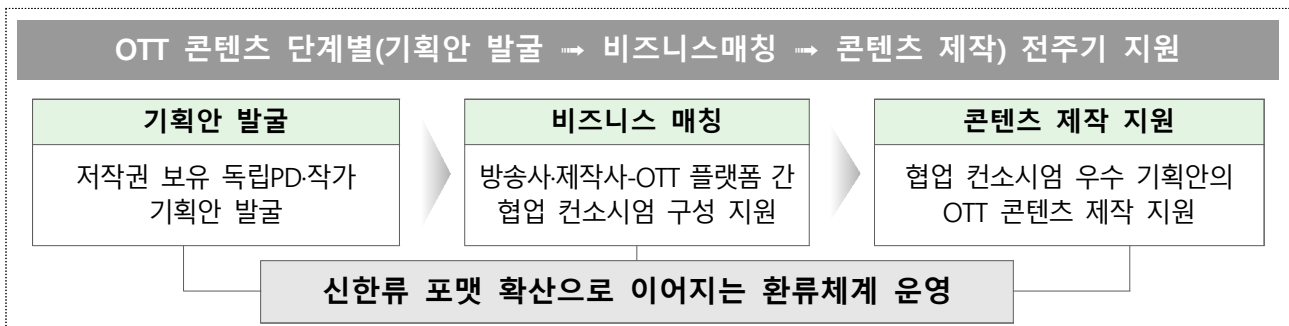 OTT 콘텐츠 단계별(기획안 발굴 ➟ 비즈니스매칭 ➟ 콘텐츠 제작) 전주기 지원
기획안 발굴
저작권 보유 독립PD·작가
기획안 발굴
비즈니스 매칭
방송사·제작사-OTT 플랫폼 간
협업 컨소시엄 구성 지원
콘텐츠 제작 지원
협업 컨소시엄 우수 기획안의
OTT 콘텐츠 제작 지원
신한류 포맷 확산으로 이어지는 환류체계 운영